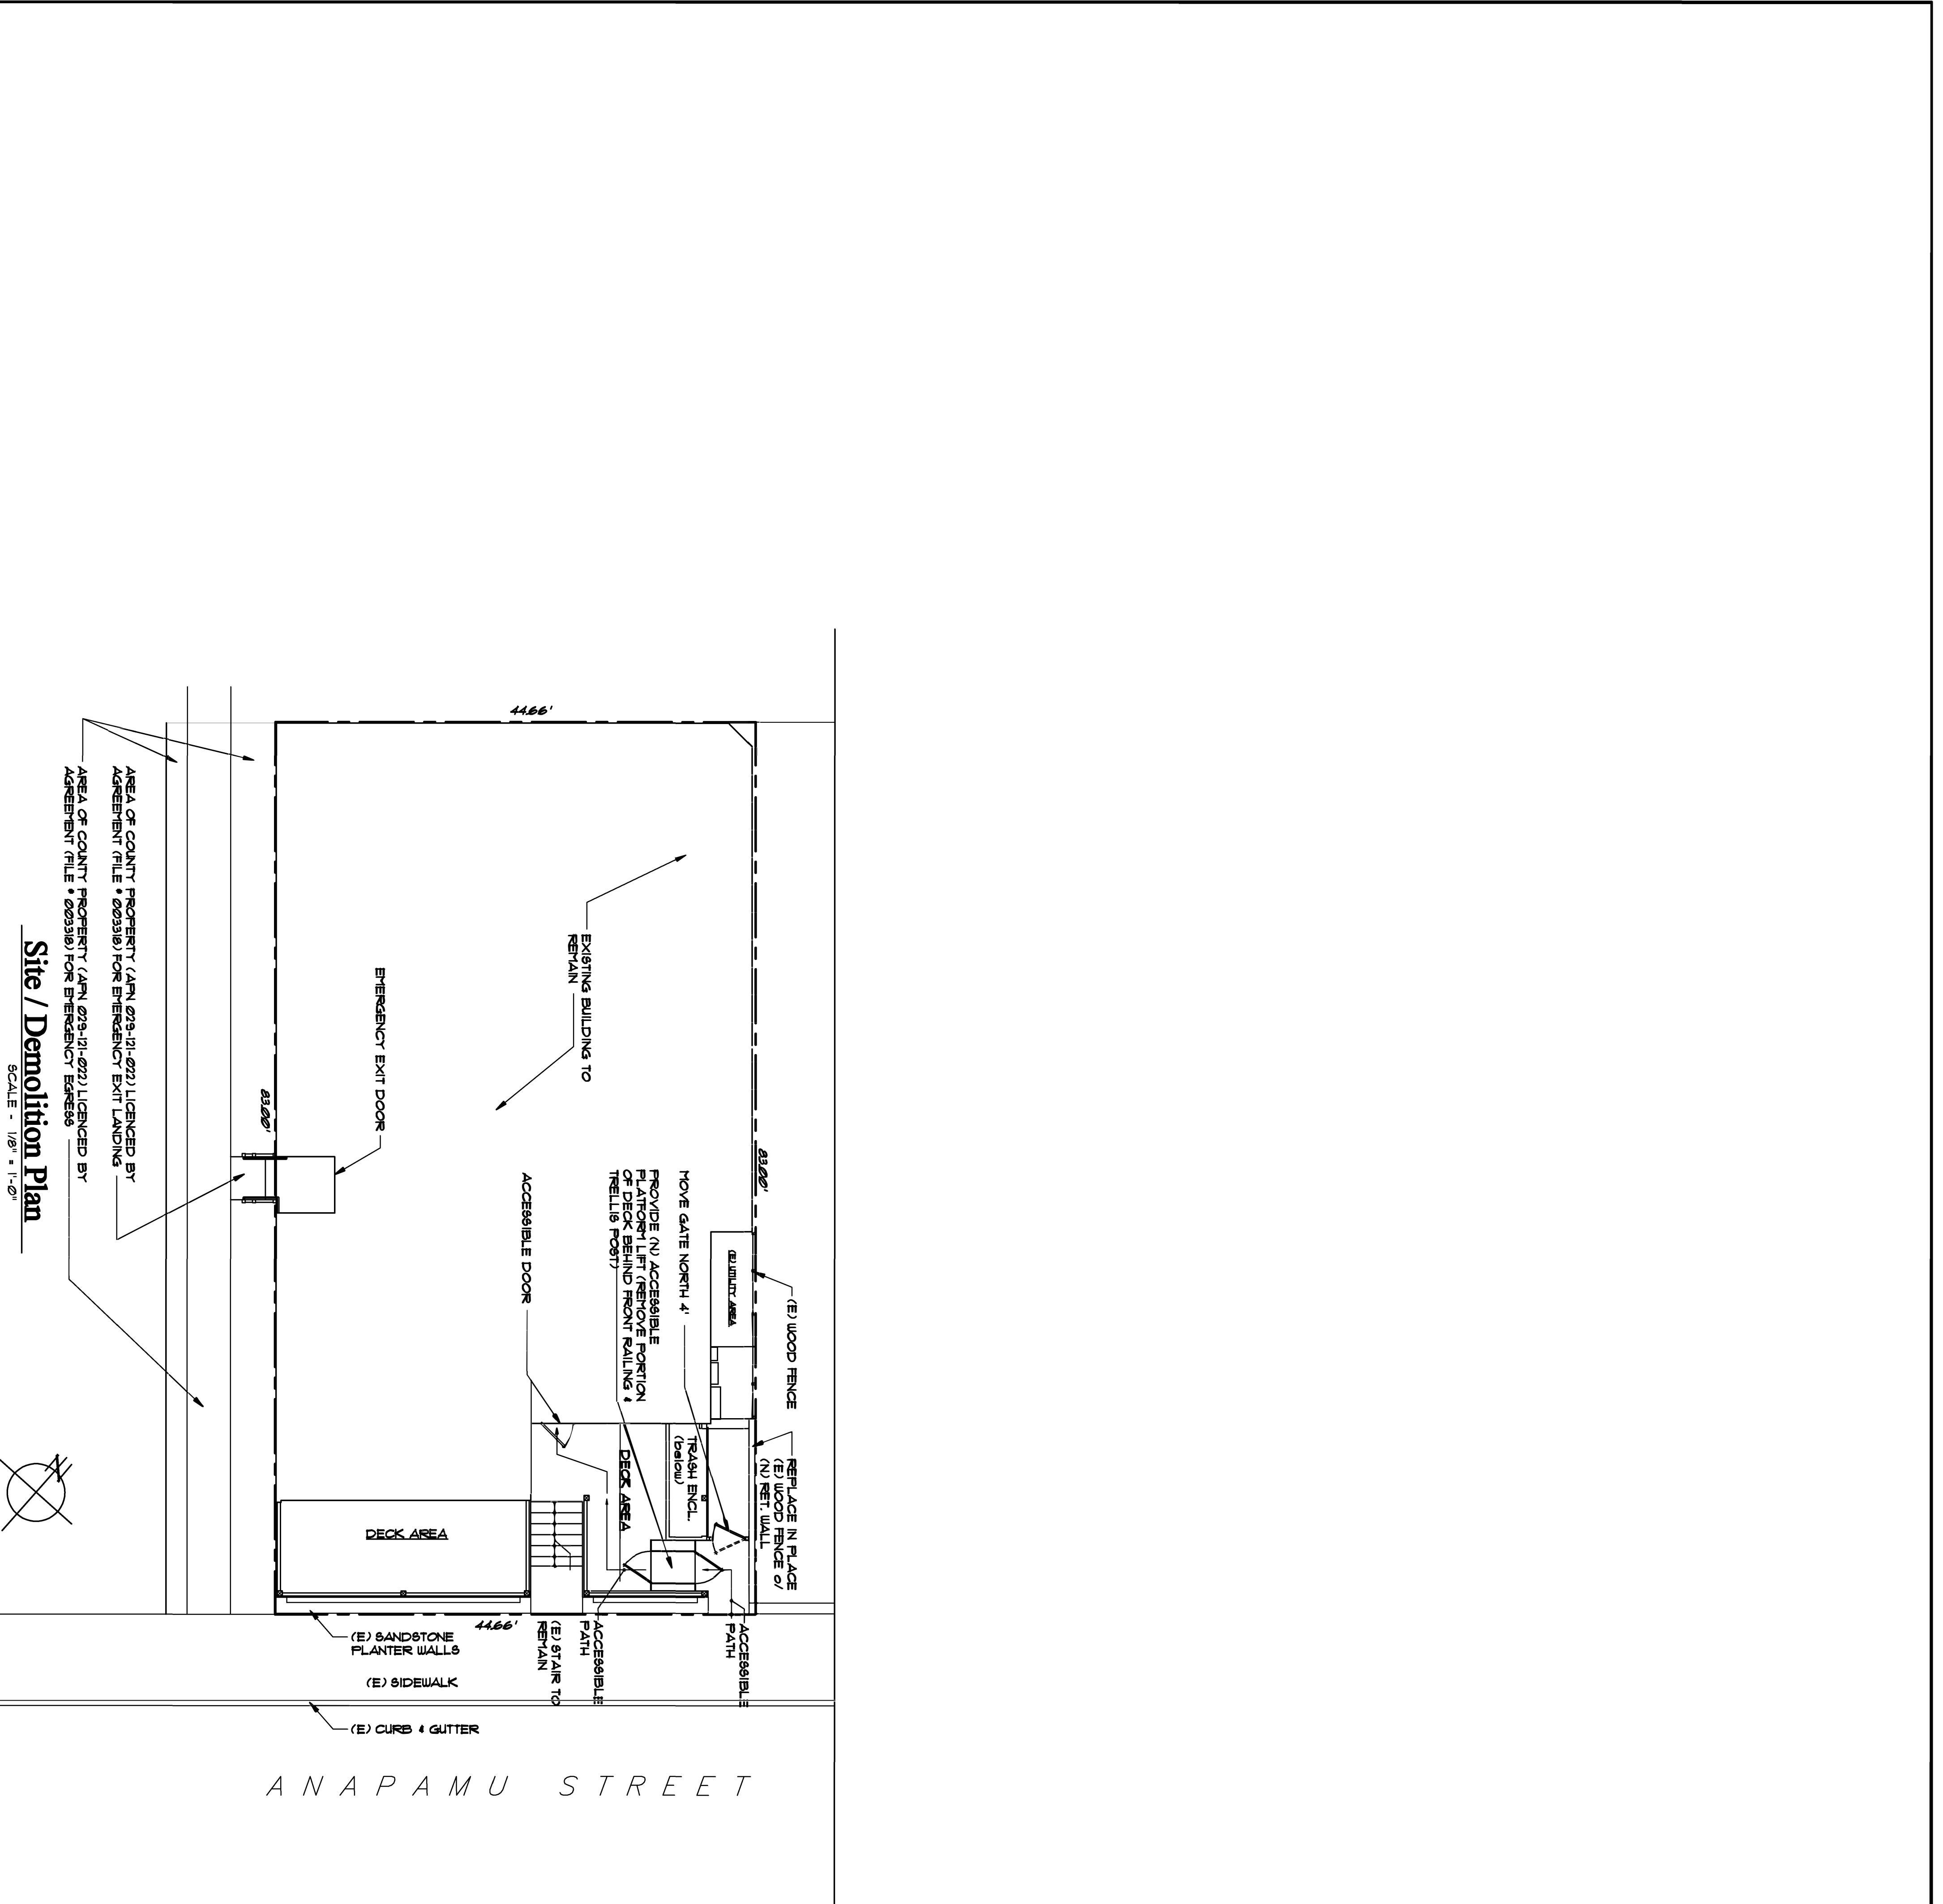 44.66'
AREA OF COUNTY PROPERTY (APN 029-121-022) LICENCED BY
AGREEMENT (FILE # 003318) FOR EMERGENCY EXIT LANDING
AREA OF COUNTY PROPERTY (APN 029-121-022) LICENCED BY
AGREEMENT (FILE # 003318) FOR EMERGENCY EGRESS
Site / Demolition Plan
SCALE - 1/8" = 1'-0"
EXISTING BUILDING TO
REMAIN
EMERGENCY EXIT DOOR
83.00'
83.00'
ACCESSIBLE DOOR
MOVE GATE NORTH 4'
PROVIDE (N) ACCESSIBLE
PLATFORM LIFT (REMOVE PORTION
OF DECK BEHIND FRONT RAILING &
TRELLIS POST)
(E) UTILITY AREA
(E) WOOD FENCE
REPLACE IN PLACE
(E) WOOD FENCE O/
(N) RET. WALL
TRASH ENCL.
(below)
DECK AREA
DECK AREA
N
44.66'
(E) STAIR TO
REMAIN
ACCESSIBLE
PATH
ACCESSIBLE
PATH
(E) SANDSTONE
PLANTER WALLS
(E) SIDEWALK
(E) CURB & GUTTER
ANAPAMU STREET